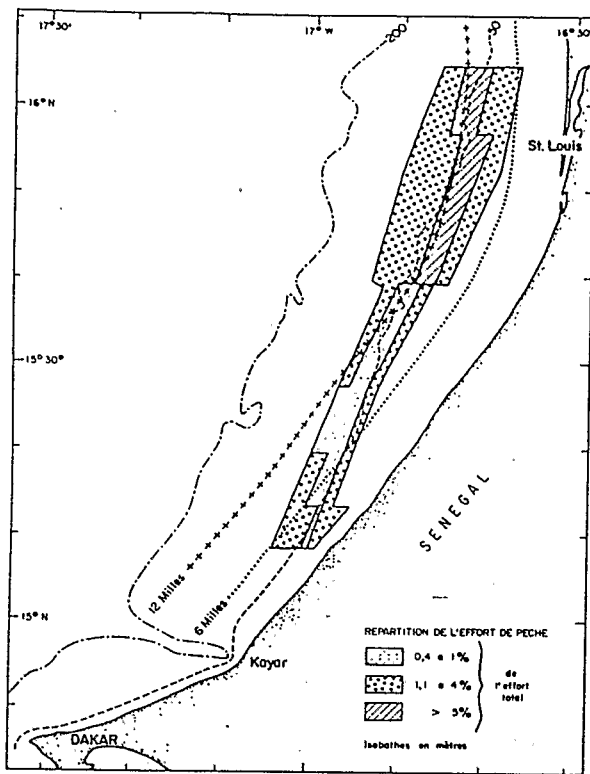 17°30'
17° W
16°30'
200
50
16°N
St. Louis
15°30'
SENEGAL
12 Milles
6 Milles
15°N
Kayar
DAKAR
REPARTITION DE L'EFFORT DE PECHE
0,4 a 1%
1,1 a 4%
> 5%
de
l'effort
total
Isobathes en mètres